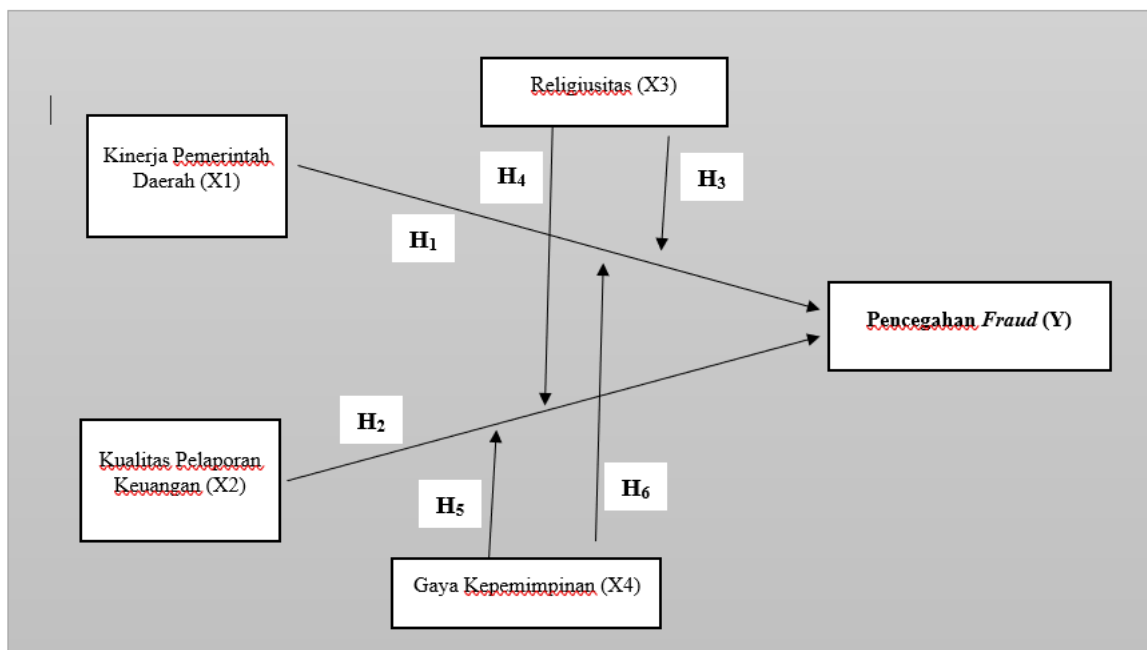 Religiusitas (X3)
Kinerja Pemerintah
Daerah (X1)
H4
H3
H1
Pencegahan Fraud (Y)
H2
Kualitas Pelaporan
Keuangan (X2)
H5
H6
Gaya Kepemimpinan (X4)